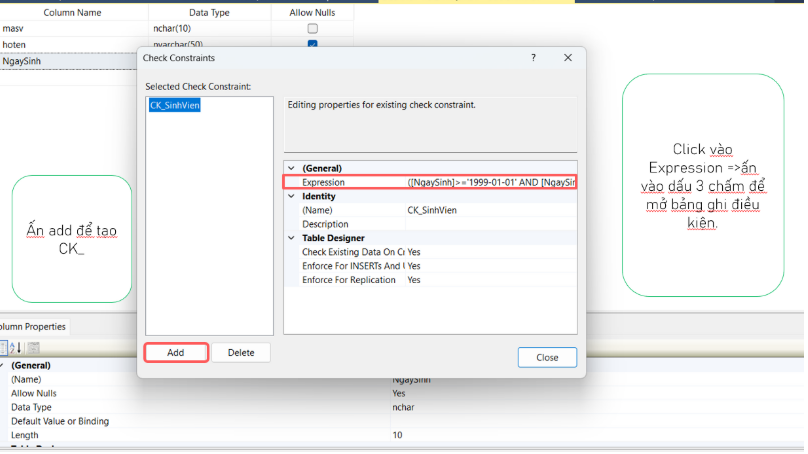 Column Name Data Type Allow Nulls
masv nchar(10)
hoten nvarchar(50)
NgaySinh
Check Constraints ?
Selected Check Constraint:
CK_SinhVien
Editing properties for existing check constraint.
(General)
Expression ([NgaySinh]>='1999-01-01' AND [NgaySin
Identity
(Name) CK_SinhVien
Description
Table Designer
Check Existing Data On Cr Yes
Enforce For INSERTs And U Yes
Enforce For Replication Yes
Add Delete
Close
Ấn add để tạo
CK_
Click vào
Expression =>ấn
vào dấu 3 chấm để
mở bảng ghi điều
kiện.
olumn Properties
(General)
(Name) NgaySinh
Allow Nulls Yes
Data Type nchar
Default Value or Binding
Length 10